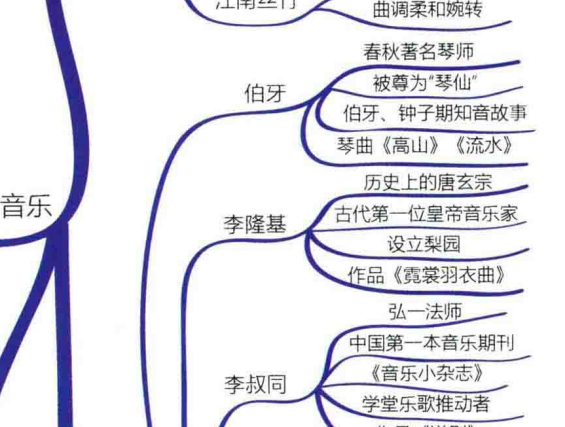 江南丝竹
曲调柔和婉转
春秋著名琴师
伯牙
被尊为“琴仙”
伯牙、钟子期知音故事
琴曲《高山》《流水》
音乐
历史上的唐玄宗
李隆基
古代第一位皇帝音乐家
设立梨园
作品《霓裳羽衣曲》
弘一法师
中国第一本音乐期刊
李叔同
《音乐小杂志》
学堂乐歌推动者